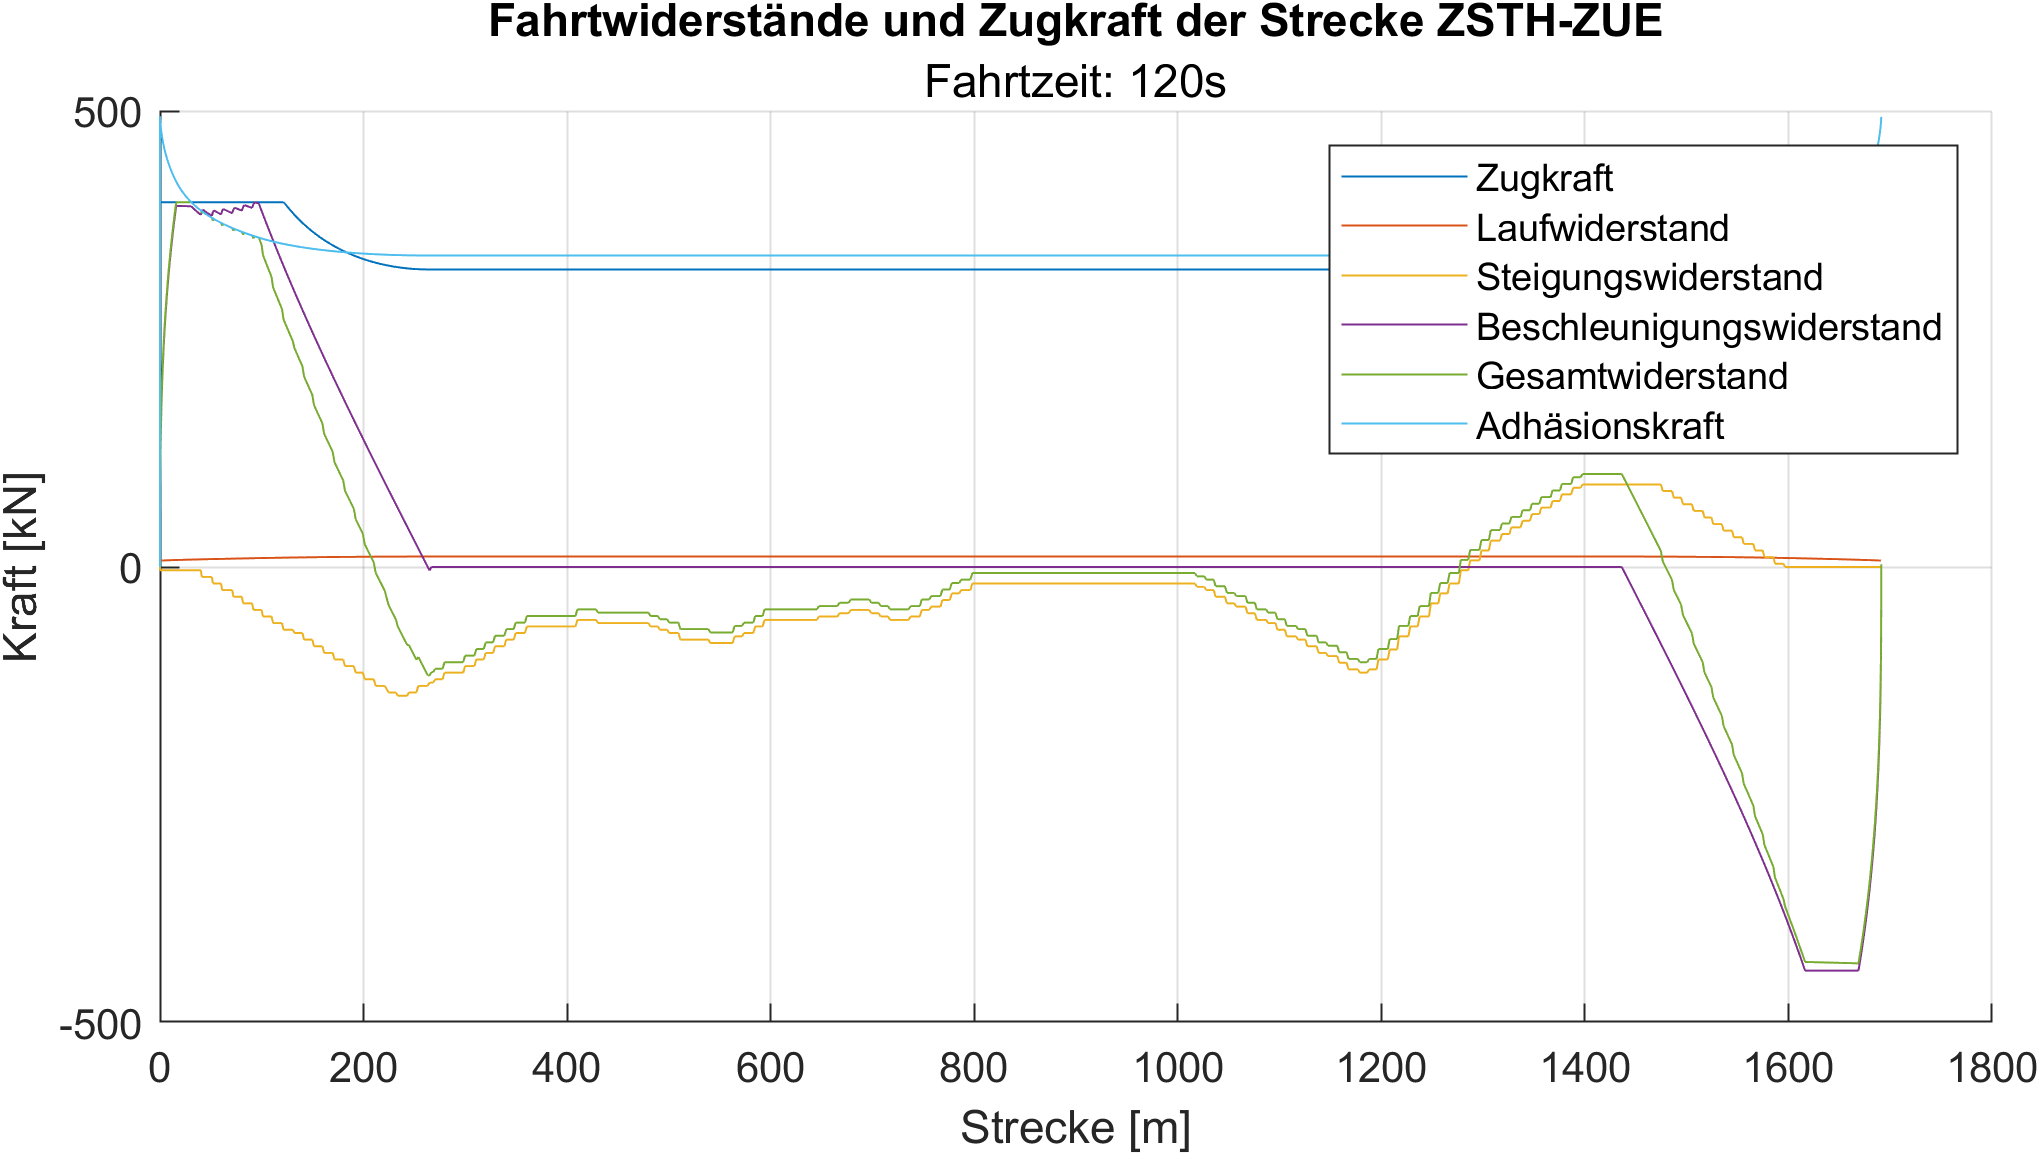 Fahrtwiderstände und Zugkraft der Strecke ZSTH-ZUE
Fahrtzeit: 120s
500
0
-500
Kraft [kN]
Zugkraft
Laufwiderstand
Steigungswiderstand
Beschleunigungswiderstand
Gesamtwiderstand
Adhäsionskraft
0 200 400 600 800 1000 1200 1400 1600 1800
Strecke [m]